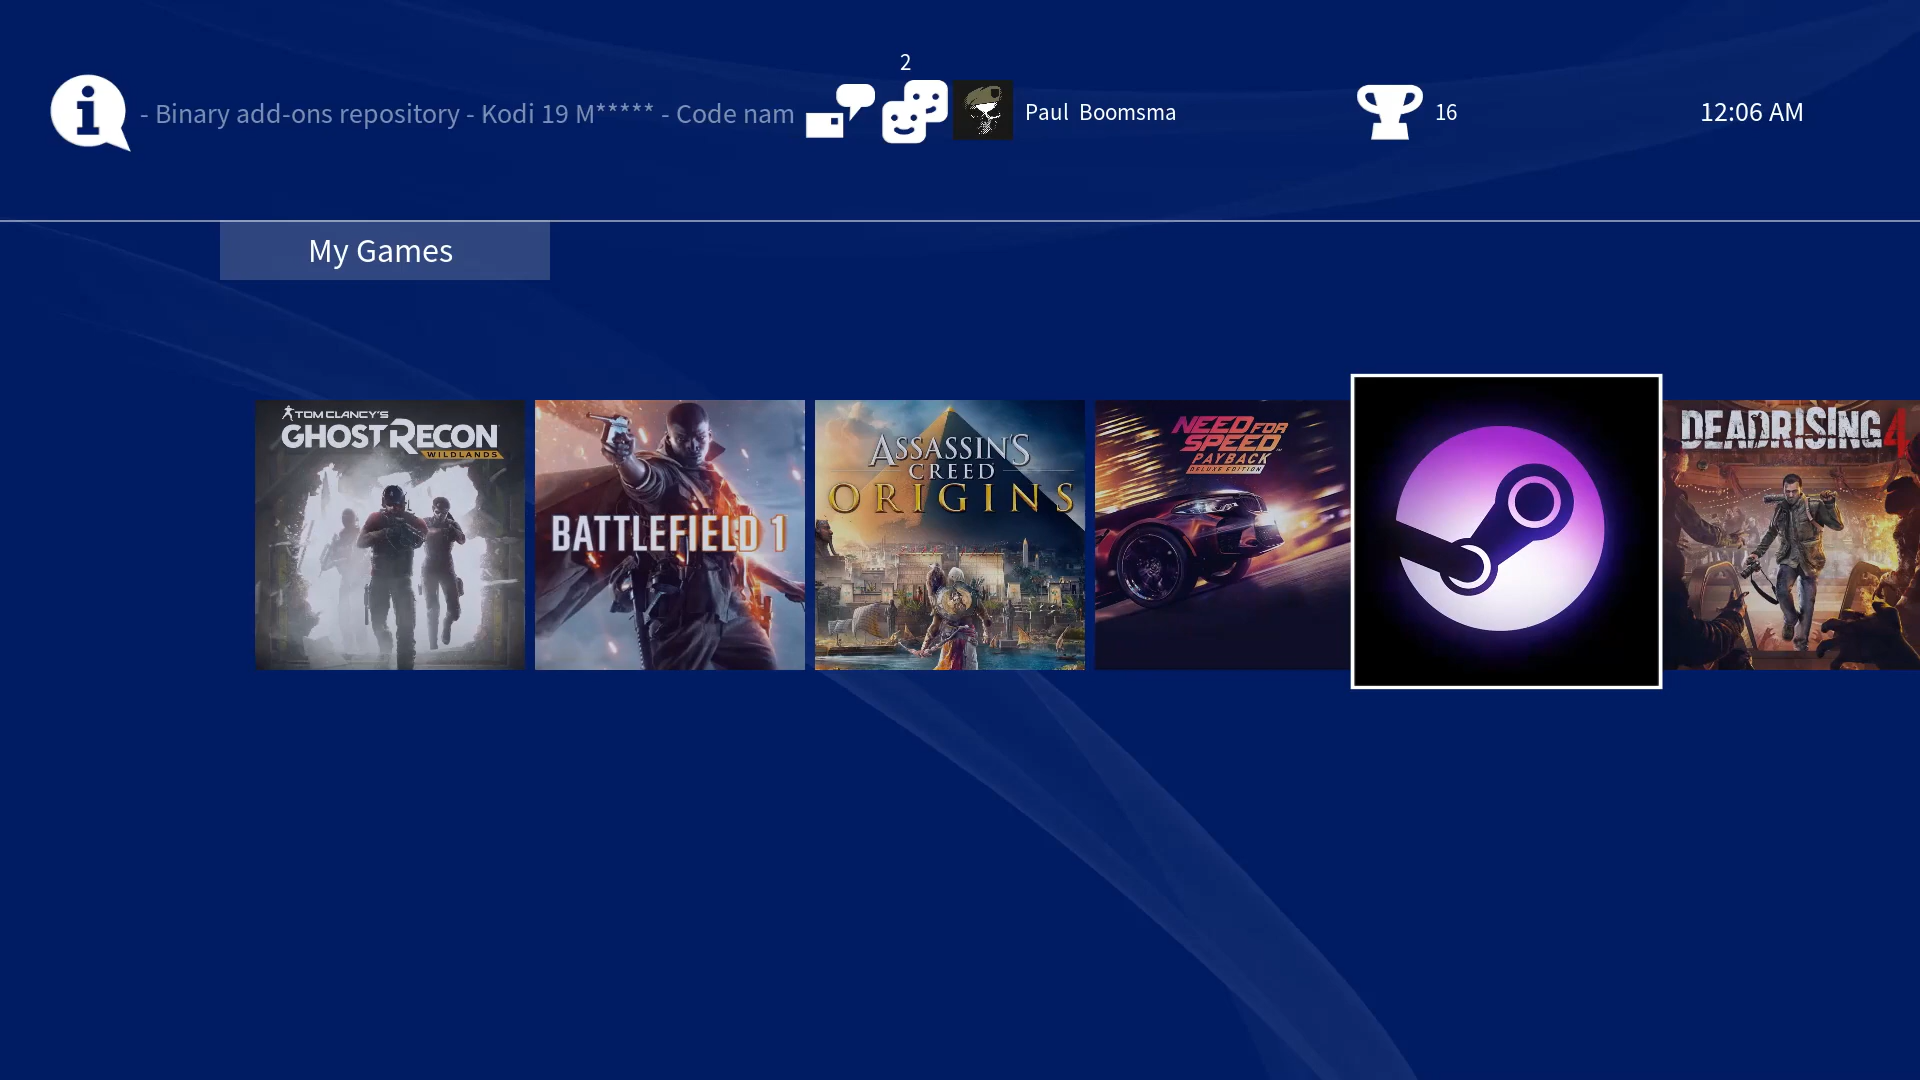 2
- Binary add-ons repository - Kodi 19 M***** - Code nam
Paul Boomsma
16
12:06 AM
My Games
TOM CLANCY'S
GHOST RECON
WILDLANDS
BATTLEFIELD 1
ASSASSIN'S
CREED
ORIGINS
NEED FOR
SPEED
PAYBACK
DELUXE EDITION
DEADRISING 4